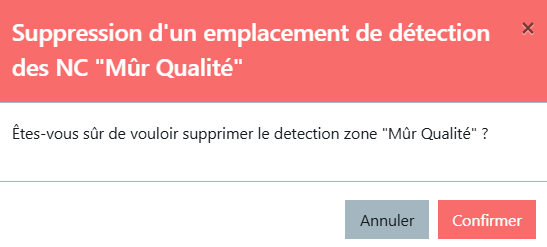 Suppression d'un emplacement de détection
des NC "Mûr Qualité"
×
Êtes-vous sûr de vouloir supprimer le detection zone "Mûr Qualité" ?
Annuler
Confirmer